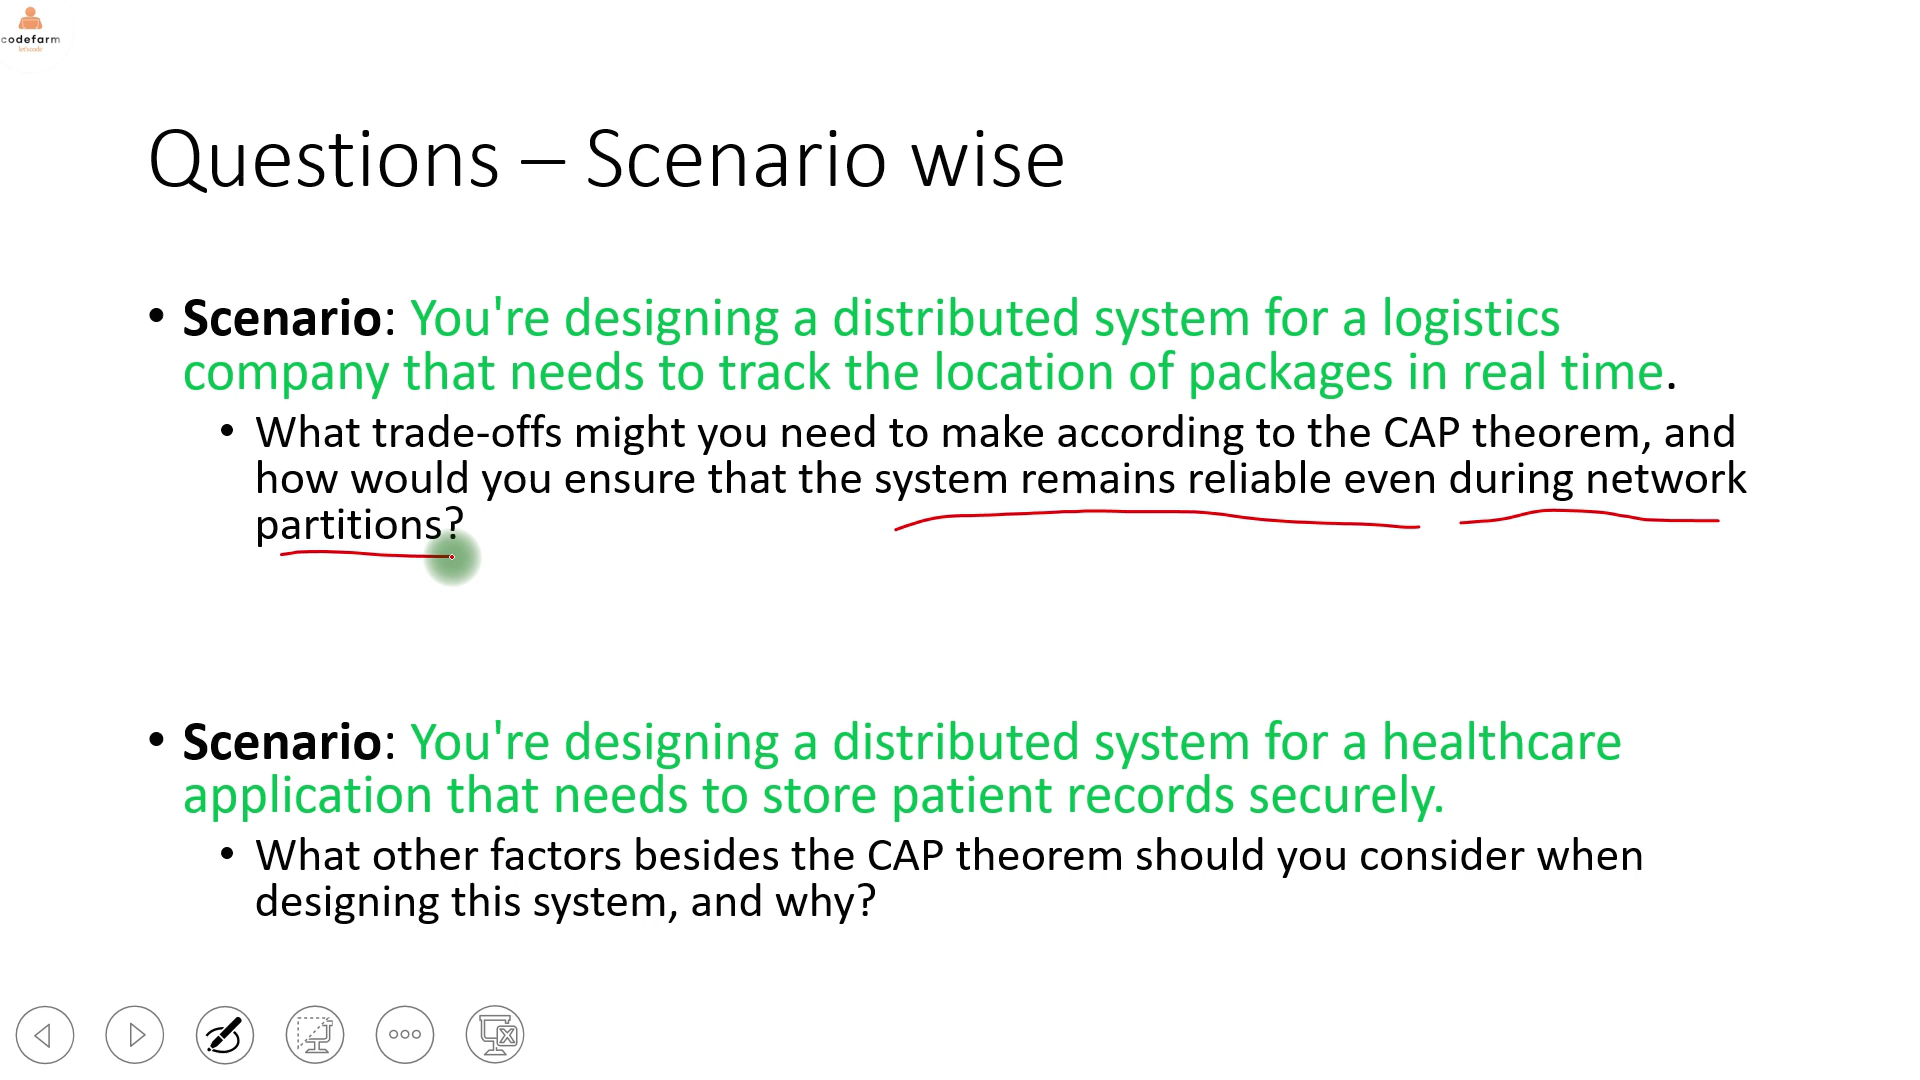 codefarm
let'scode
Questions – Scenario wise
• Scenario: You're designing a distributed system for a logistics
company that needs to track the location of packages in real time.
• What trade-offs might you need to make according to the CAP theorem, and
how would you ensure that the system remains reliable even during network
partitions?
• Scenario: You're designing a distributed system for a healthcare
application that needs to store patient records securely.
• What other factors besides the CAP theorem should you consider when
designing this system, and why?